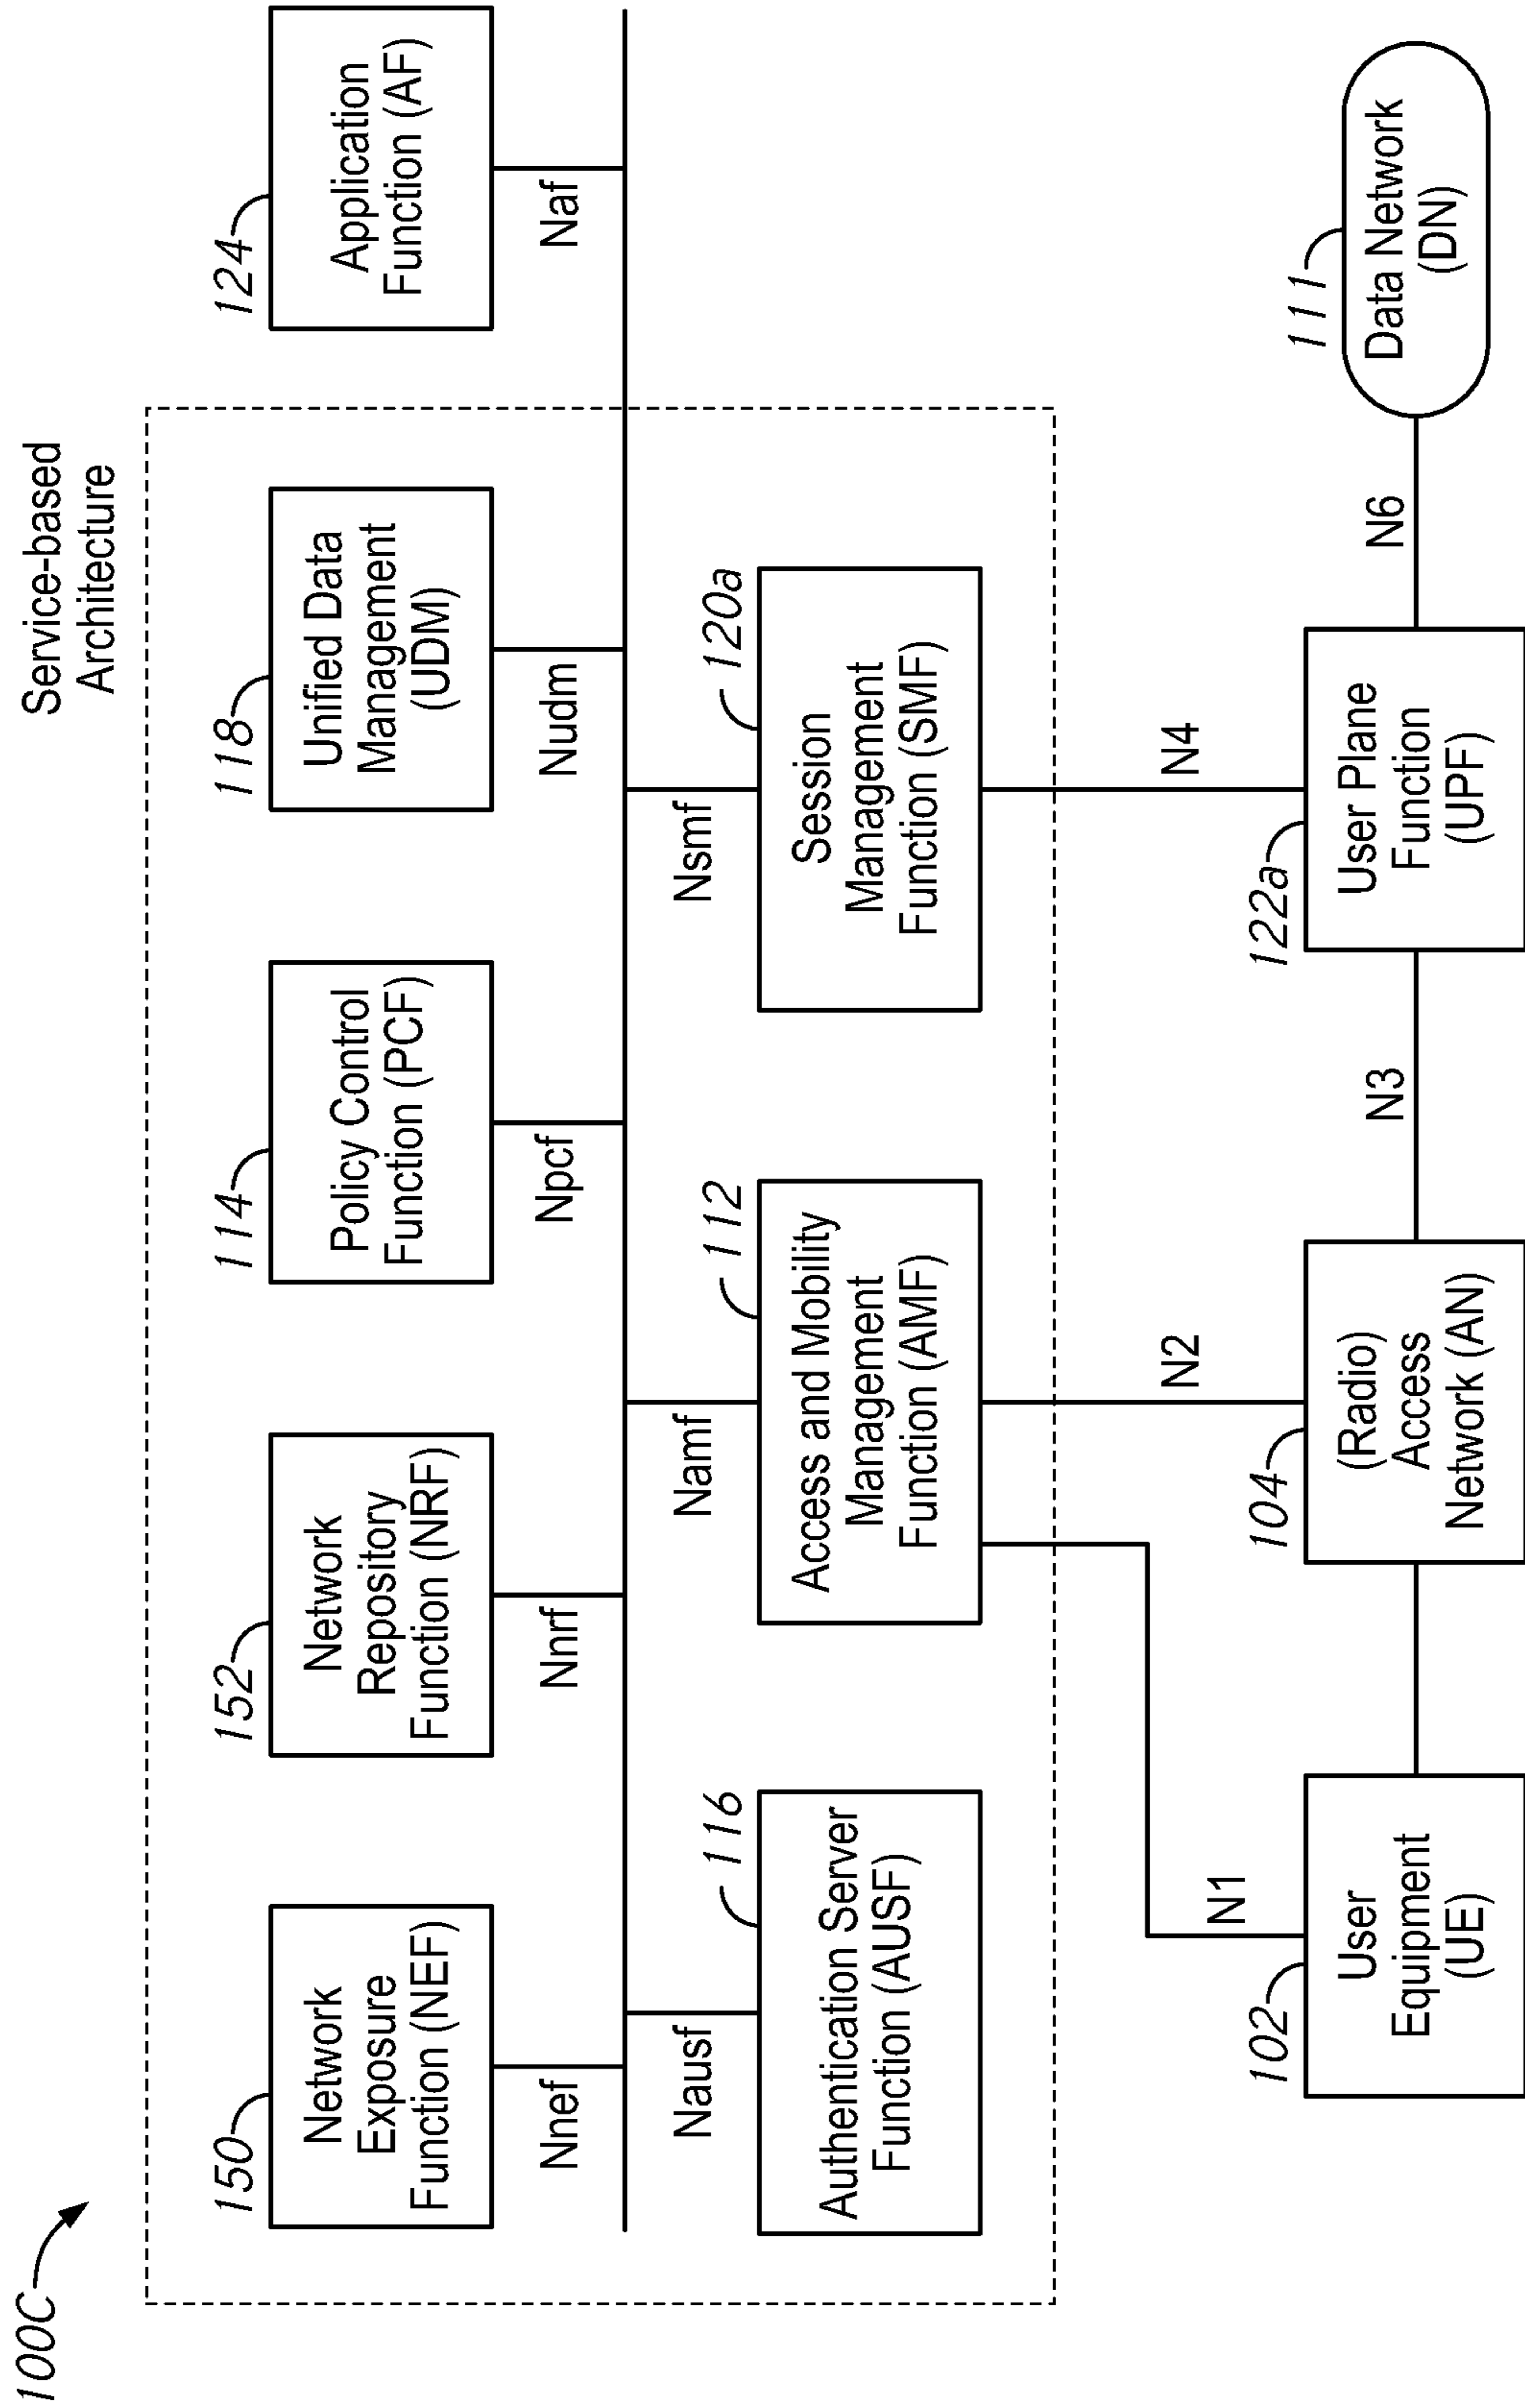 100C
Service-based
Architecture
150
Network
Exposure
Function (NEF)
152
Network
Repository
Function (NRF)
114
Policy Control
Function (PCF)
118
Unified Data
Management
(UDM)
124
Application
Function (AF)
Nnef
Nnrf
Npcf
Nudm
Naf
Nausf
Namf
Nsmf
116
Authentication Server
Function (AUSF)
112
Access and Mobility
Management
Function (AMF)
120a
Session
Management
Function (SMF)
N1
N2
N4
102
User
Equipment
(UE)
104
(Radio)
Access
Network (AN)
N3
122a
User Plane
Function
(UPF)
N6
111
Data Network
(DN)